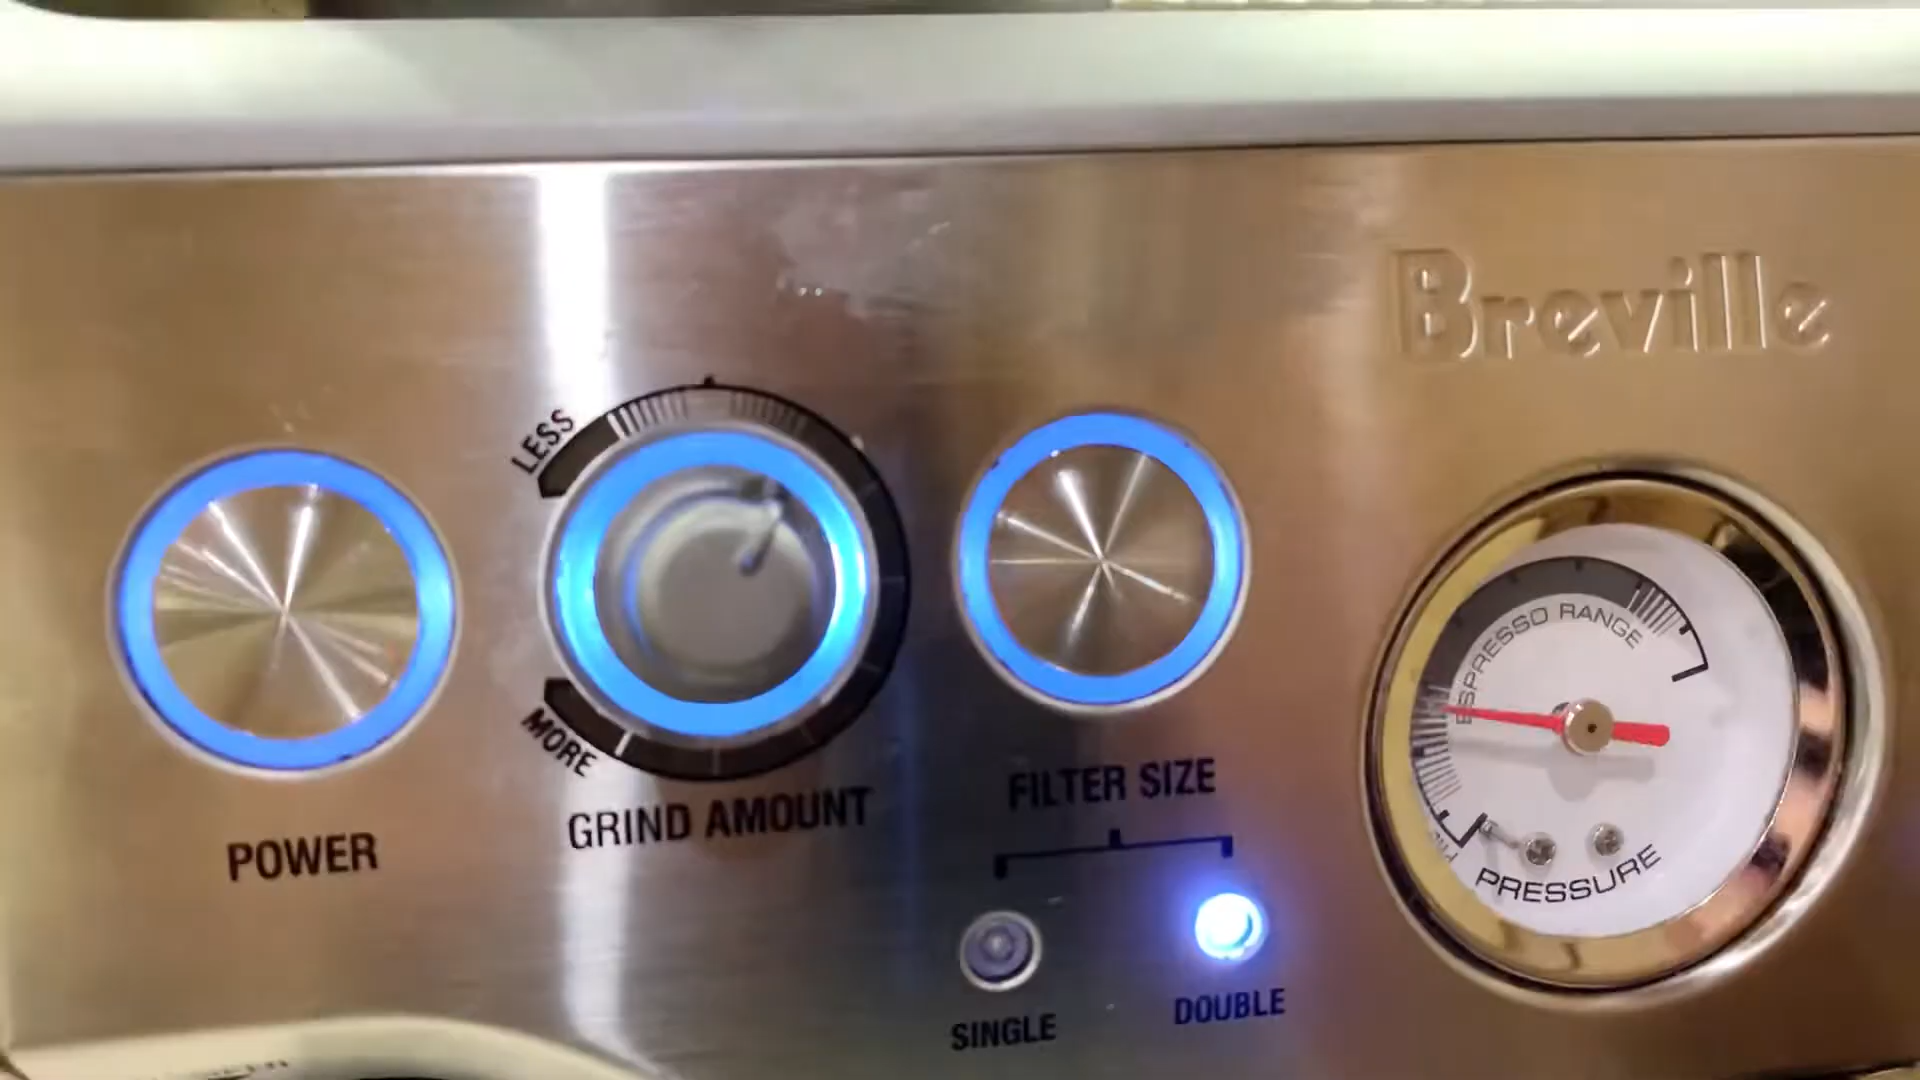 Breville
LESS
MORE
ESPRESSO RANGE
POWER
GRIND AMOUNT
FILTER SIZE
PRESSURE
SINGLE
DOUBLE